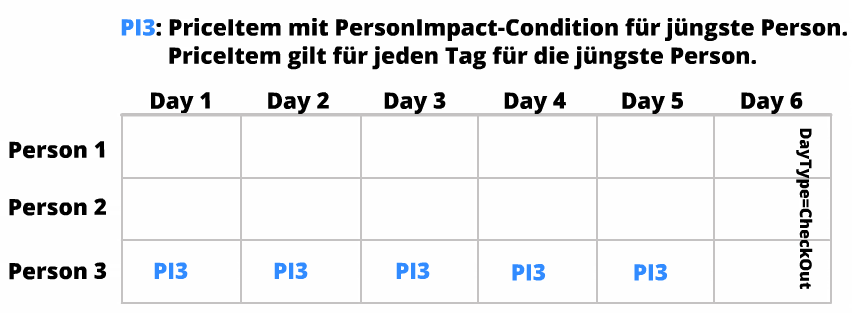 PI3: PriceItem mit PersonImpact-Condition für jüngste Person.
PriceItem gilt für jeden Tag für die jüngste Person.
Day 1 Day 2 Day 3 Day 4 Day 5 Day 6
Person 1
Person 2
Person 3 PI3 PI3 PI3 PI3 PI3
DayType=CheckOut